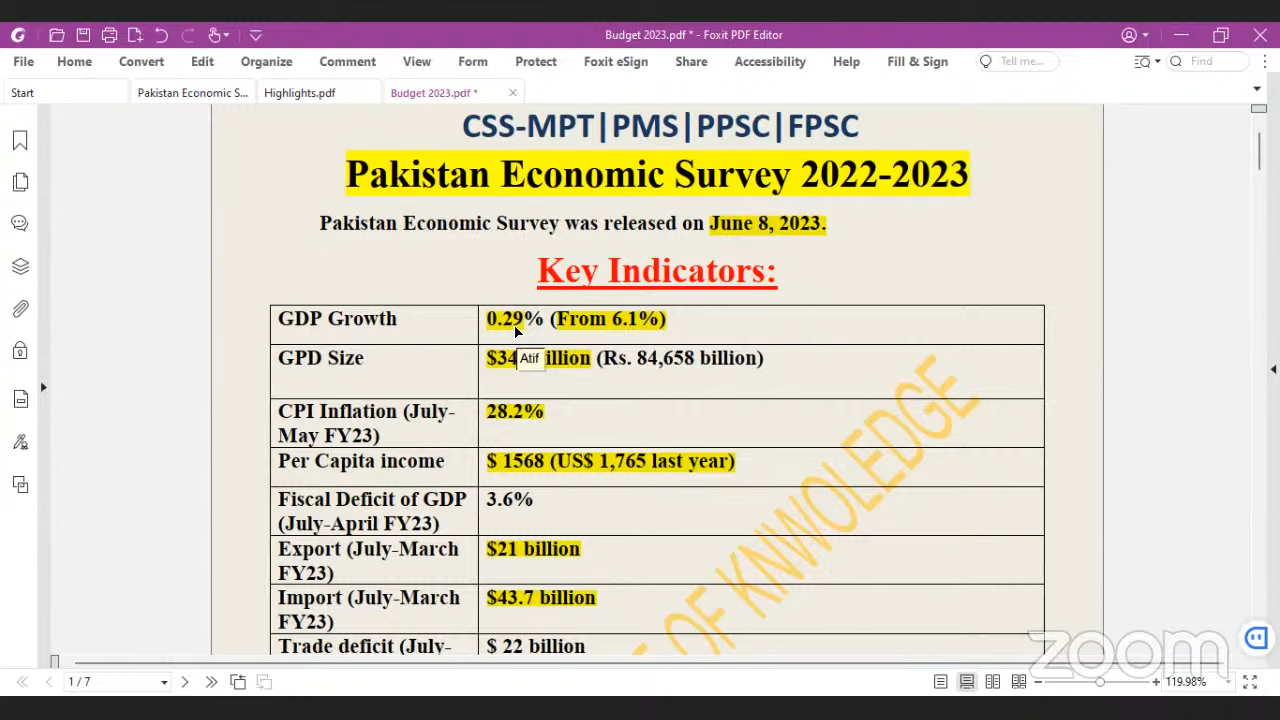 Budget 2023.pdf * - Foxit PDF Editor
File Home Convert Edit Organize Comment View Form Protect Foxit eSign Share Accessibility Help Fill & Sign Tell me... Find
Start Pakistan Economic S... Highlights.pdf Budget 2023.pdf *
CSS-MPT|PMS|PPSC|FPSC
Pakistan Economic Survey 2022-2023
Pakistan Economic Survey was released on June 8, 2023.
Key Indicators:
GDP Growth 0.29% (From 6.1%)
GPD Size $34 illion (Rs. 84,658 billion)
Atif
CPI Inflation (July-
May FY23) 28.2%
Per Capita income $ 1568 (US$ 1,765 last year)
Fiscal Deficit of GDP
(July-April FY23) 3.6%
Export (July-March
FY23) $21 billion
Import (July-March
FY23) $43.7 billion
Trade deficit (July- $ 22 billion
OF KNWOLEDGE
zoom
1 / 7 119.98%